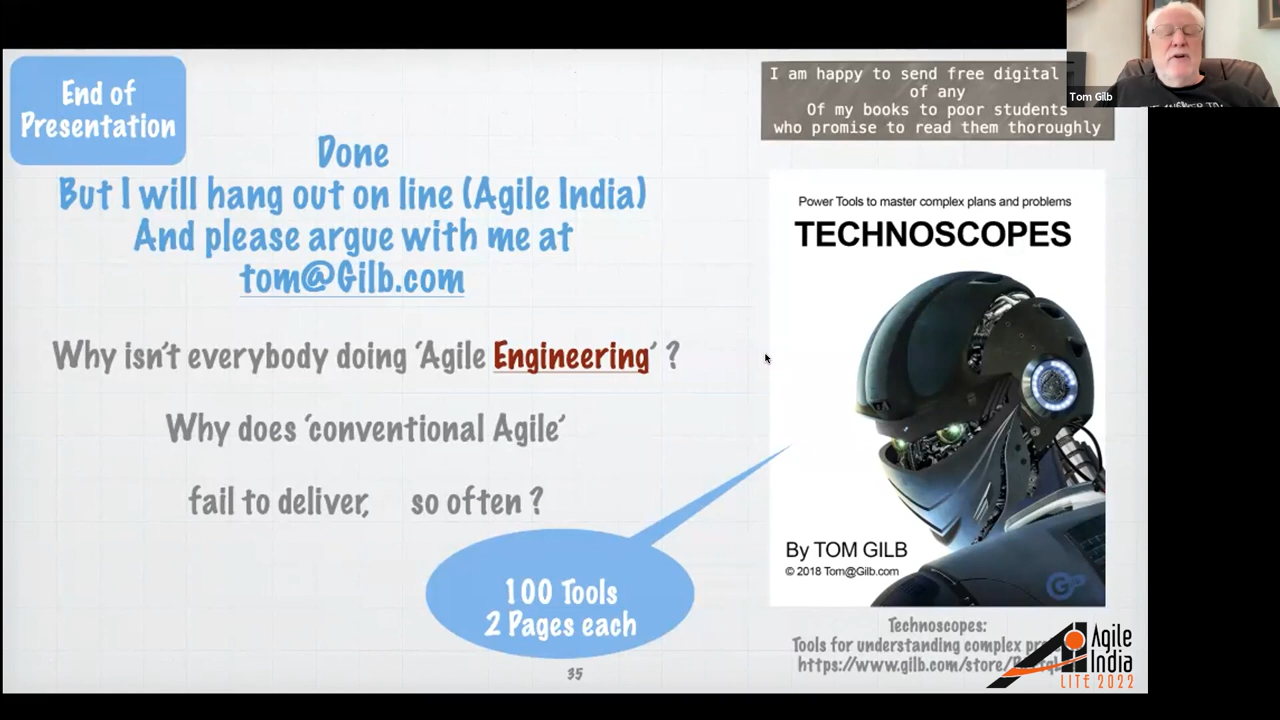 End of
Presentation
Done
But I will hang out on line (Agile India)
And please argue with me at
tom@Gilb.com
Why isn't everybody doing ‘Agile Engineering’ ?
Why does ‘conventional Agile’
fail to deliver, so often ?
100 Tools
2 Pages each
35
I am happy to send free digital
of any
Of my books to poor students
who promise to read them thoroughly
Tom Gilb
Power Tools to master complex plans and problems
TECHNOSCOPES
By TOM GILB
© 2018 Tom@Gilb.com
Technoscopes:
Tools for understanding complex
https://www.gilb.com/store/
Agile
India
LITE 2022